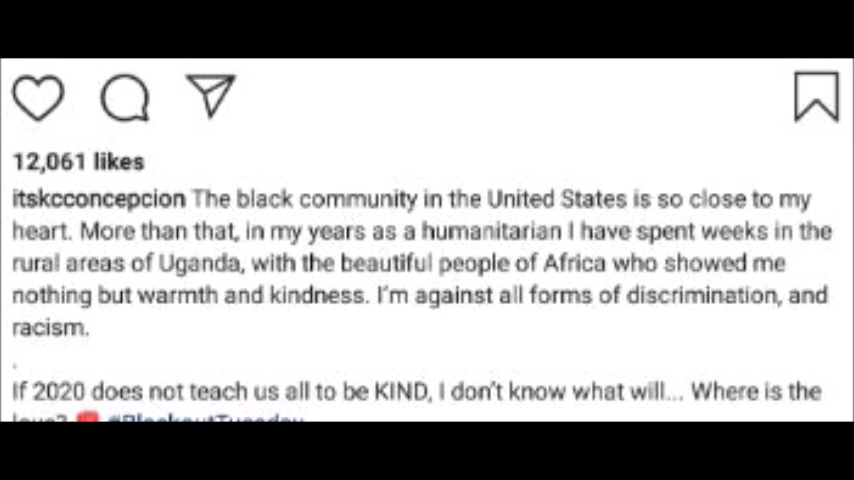 12,061 likes
itskcconcepcion The black community in the United States is so close to my
heart. More than that, in my years as a humanitarian I have spent weeks in the
rural areas of Uganda, with the beautiful people of Africa who showed me
nothing but warmth and kindness. I'm against all forms of discrimination, and
racism.
.
If 2020 does not teach us all to be KIND, I don't know what will... Where is the
love? #BlackoutTuesday